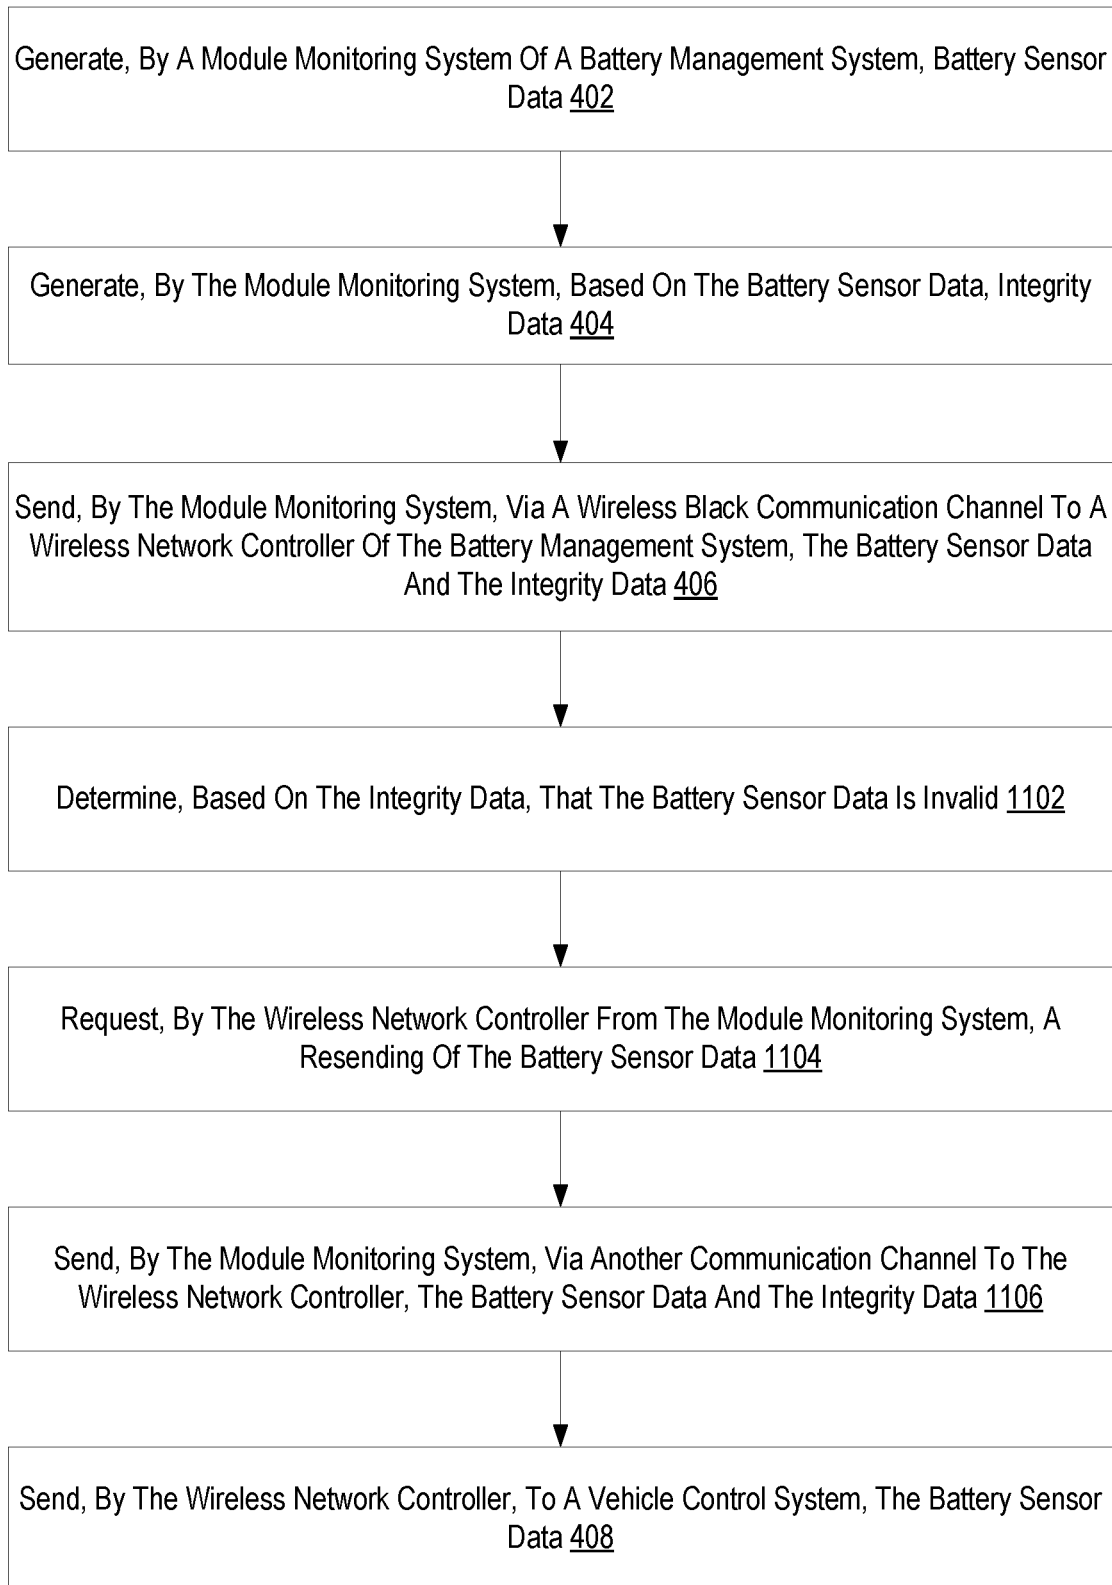 Generate, By A Module Monitoring System Of A Battery Management System, Battery Sensor
Data 402
Generate, By The Module Monitoring System, Based On The Battery Sensor Data, Integrity
Data 404
Send, By The Module Monitoring System, Via A Wireless Black Communication Channel To A
Wireless Network Controller Of The Battery Management System, The Battery Sensor Data
And The Integrity Data 406
Determine, Based On The Integrity Data, That The Battery Sensor Data Is Invalid 1102
Request, By The Wireless Network Controller From The Module Monitoring System, A
Resending Of The Battery Sensor Data 1104
Send, By The Module Monitoring System, Via Another Communication Channel To The
Wireless Network Controller, The Battery Sensor Data And The Integrity Data 1106
Send, By The Wireless Network Controller, To A Vehicle Control System, The Battery Sensor
Data 408